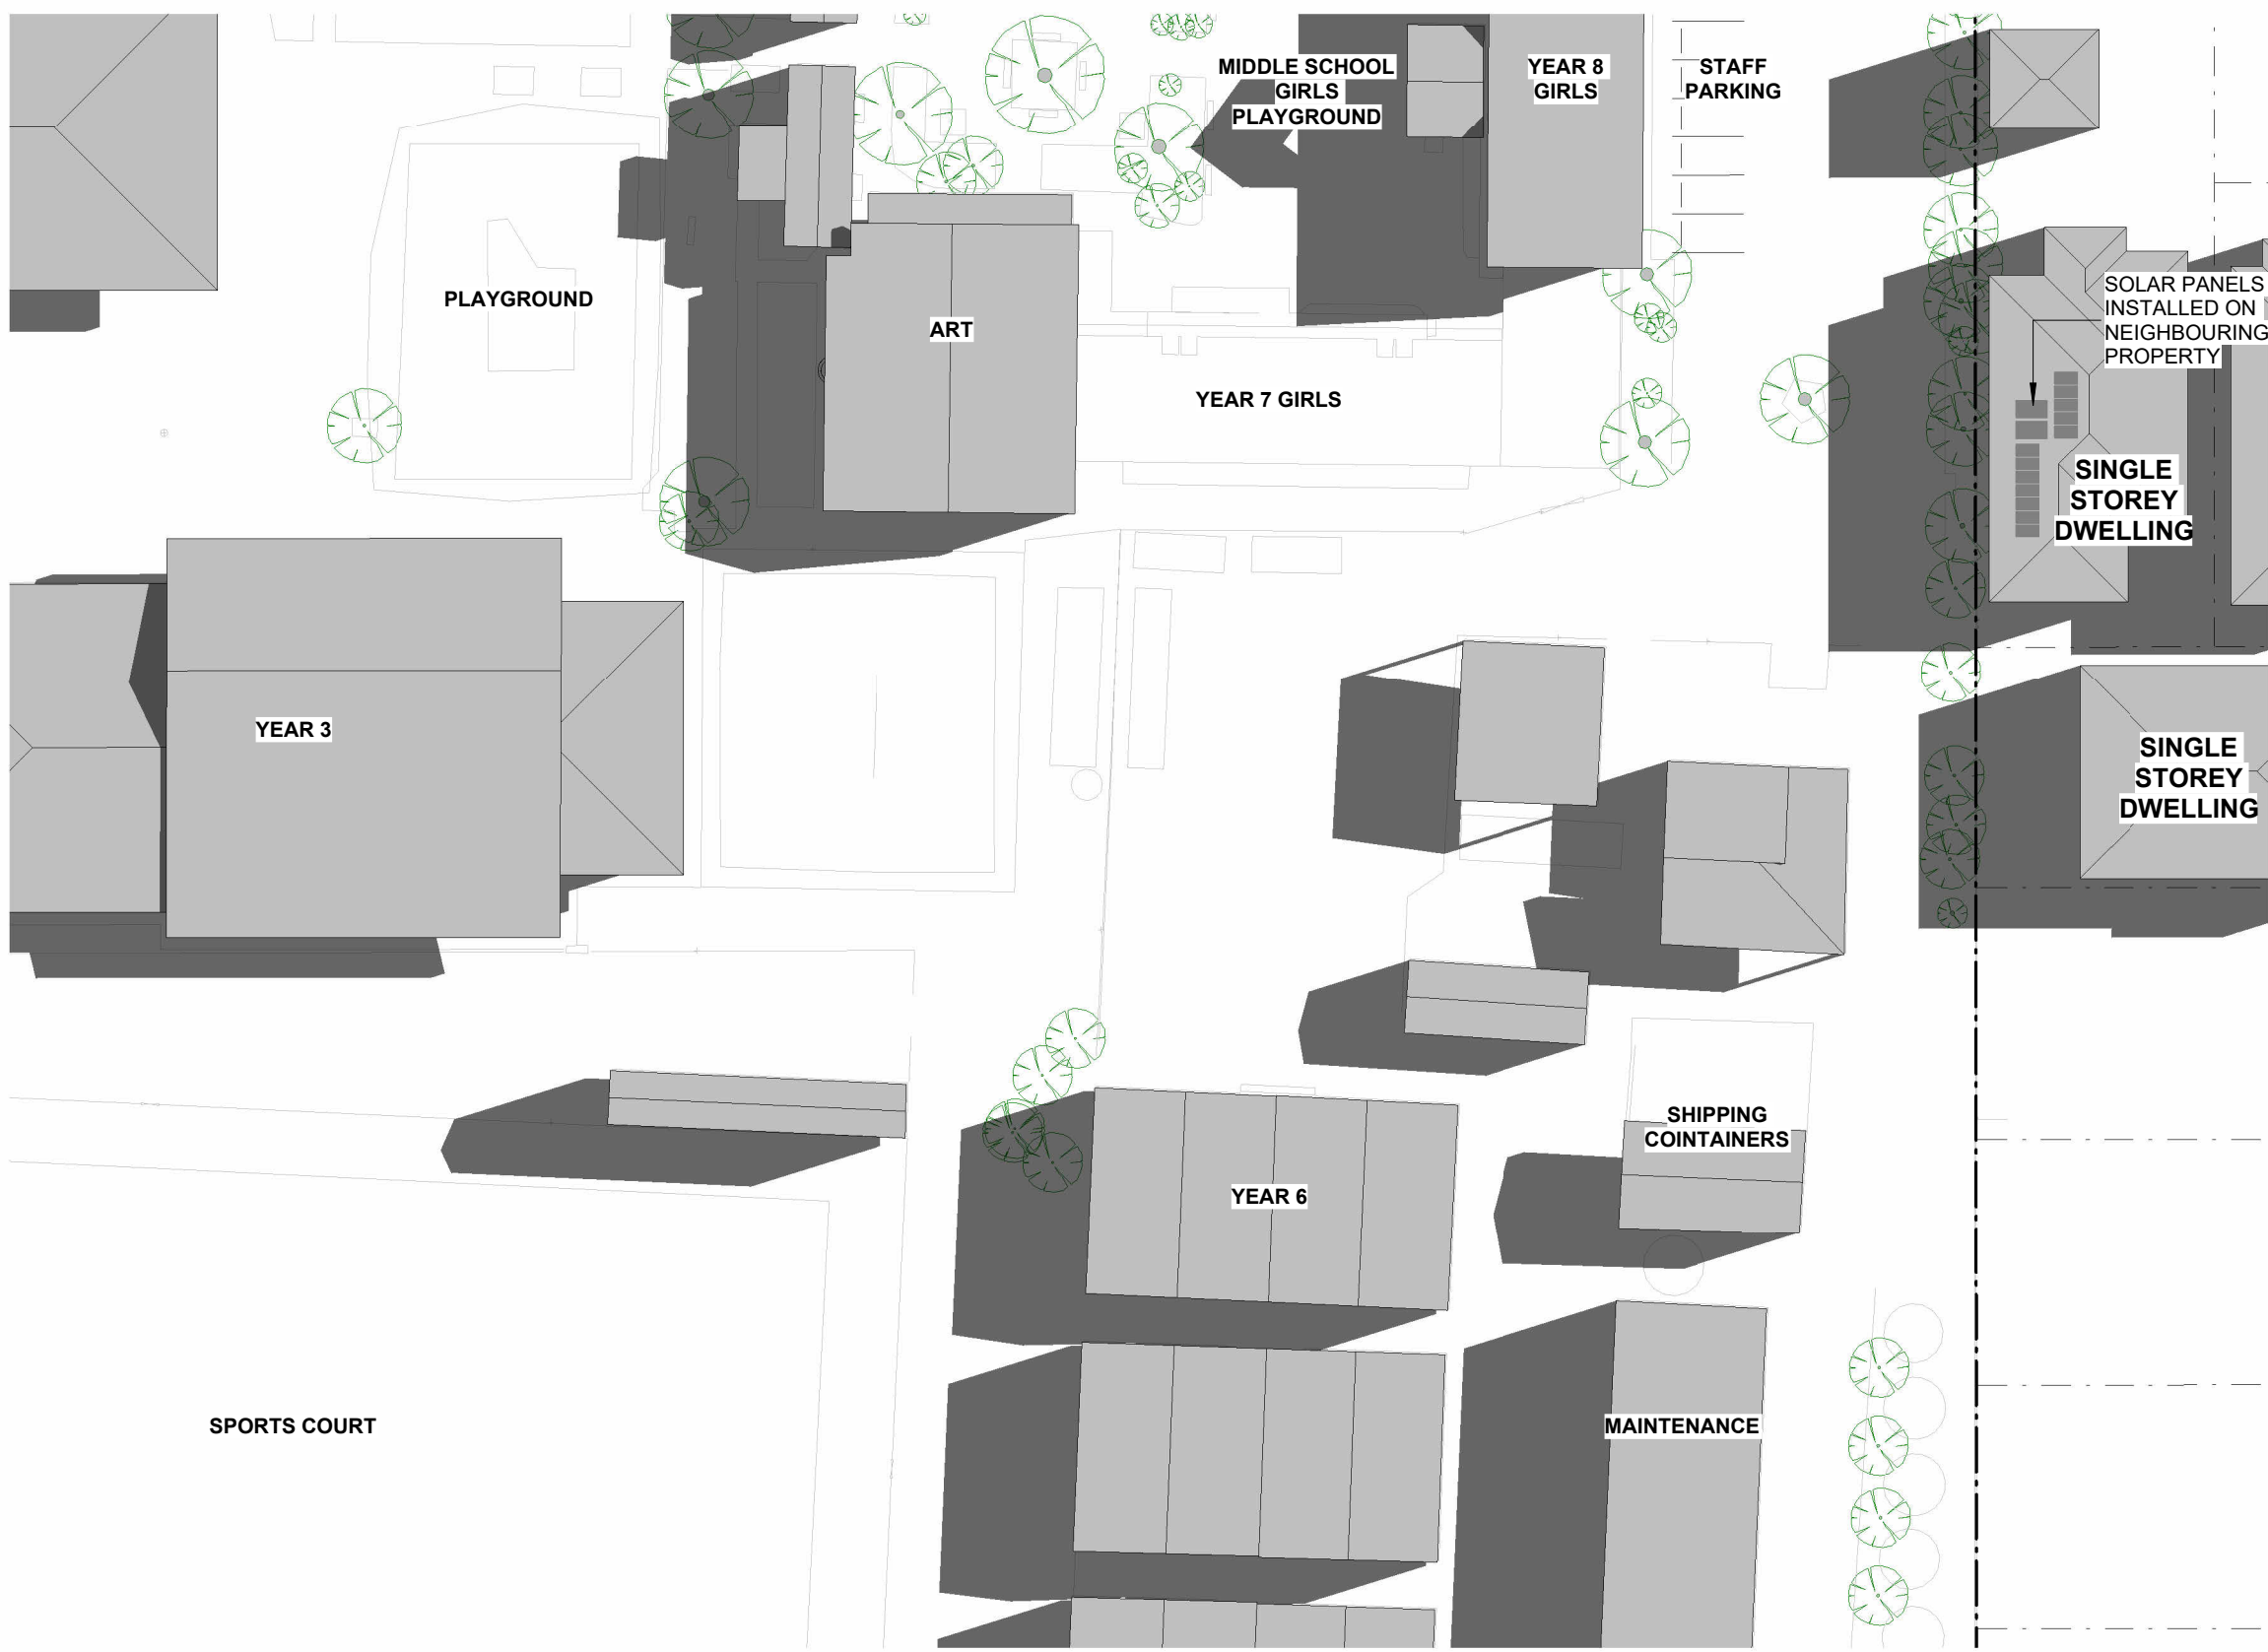 MIDDLE SCHOOL
GIRLS
PLAYGROUND
YEAR 8
GIRLS
STAFF
PARKING
PLAYGROUND
ART
SOLAR PANELS
INSTALLED ON
NEIGHBOURING
PROPERTY
YEAR 7 GIRLS
SINGLE
STOREY
DWELLING
YEAR 3
SINGLE
STOREY
DWELLING
SHIPPING
COINTAINERS
YEAR 6
SPORTS COURT
MAINTENANCE